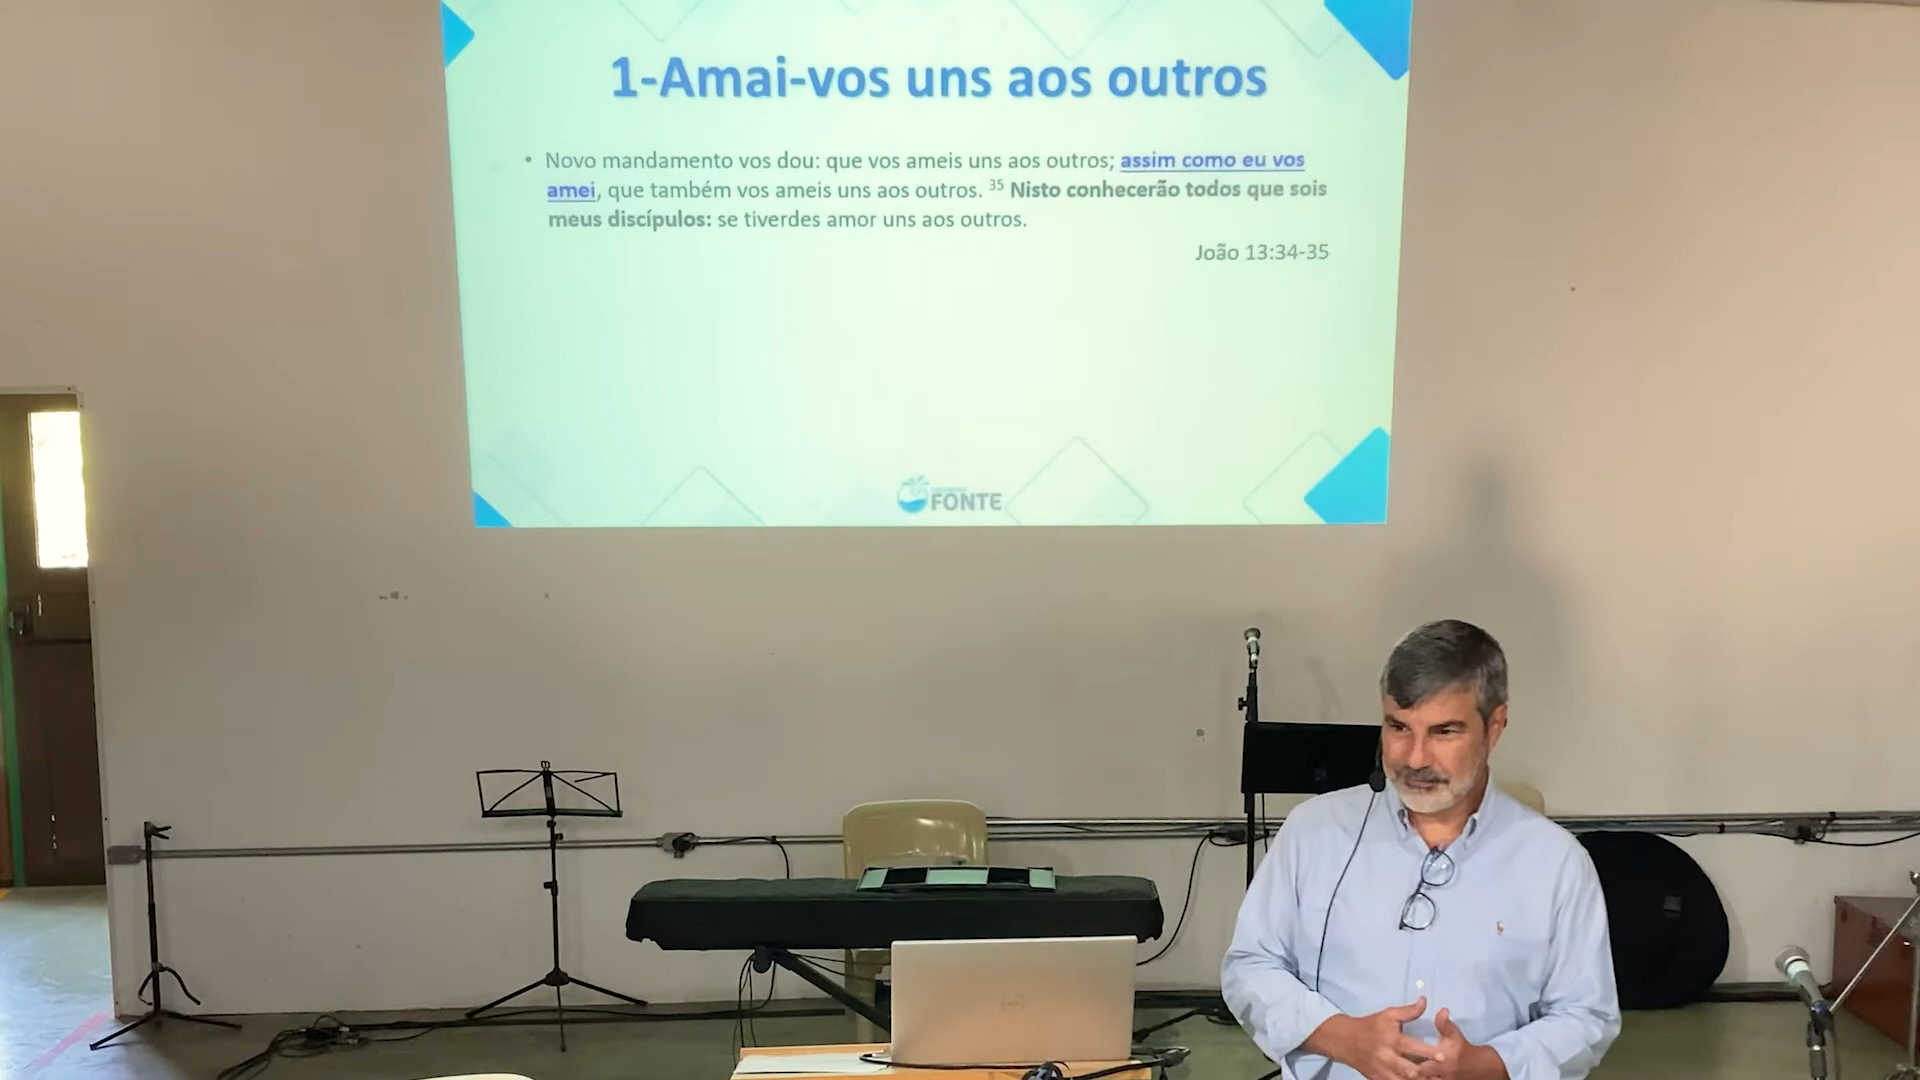 1-Amai-vos uns aos outros
• Novo mandamento vos dou: que vos ameis uns aos outros; assim como eu vos
amei, que também vos ameis uns aos outros. ³⁵ Nisto conhecerão todos que sois
meus discípulos: se tiverdes amor uns aos outros.
João 13:34-35
FONTE